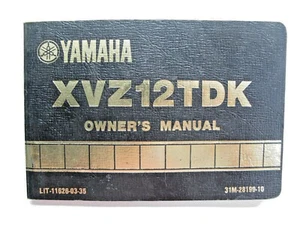 YAMAHA
XVZ12TDK
OWNER'S MANUAL
LIT-11626-03-35 31M-28199-10